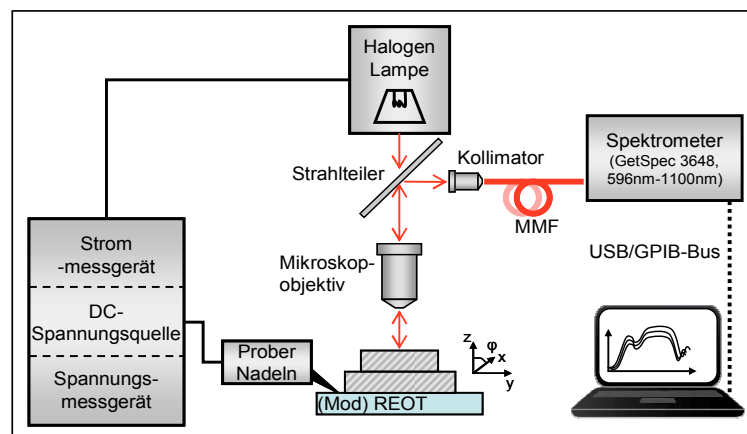 Halogen
Lampe
Strahlteiler
Kollimator
Spektrometer
(GetSpec 3648,
596nm-1100nm)
MMF
Strom
-messgerät
DC-
Spannungsquelle
Spannungs-
messgerät
Mikroskop-
objektiv
USB/GPIB-Bus
Prober
Nadeln
z
φ
x
y
(Mod) REOT